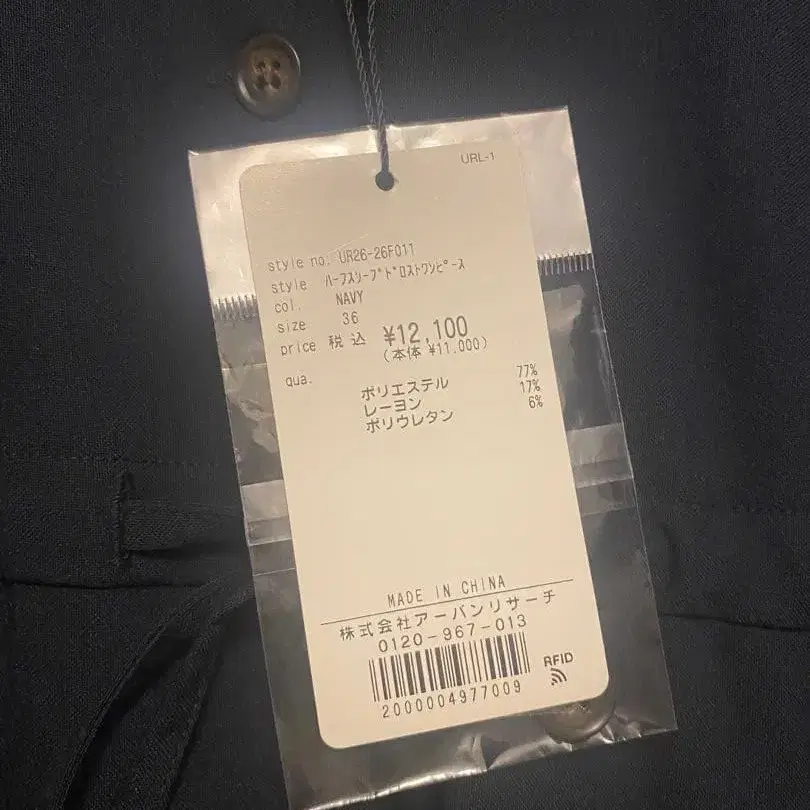 URL-1
style no. UR26-26F011
style ﾊｰﾌｽﾘｰﾌﾞﾄﾞﾛｽﾄﾜﾝﾋﾟｰｽ
col. NAVY
size 36
price 税込 ¥12,100
(本体 ¥11,000)
qua.
ポリエステル 77%
レーヨン 17%
ポリウレタン 6%
MADE IN CHINA
株式会社アーバンリサーチ
0120-967-013
2000004977009
RFID